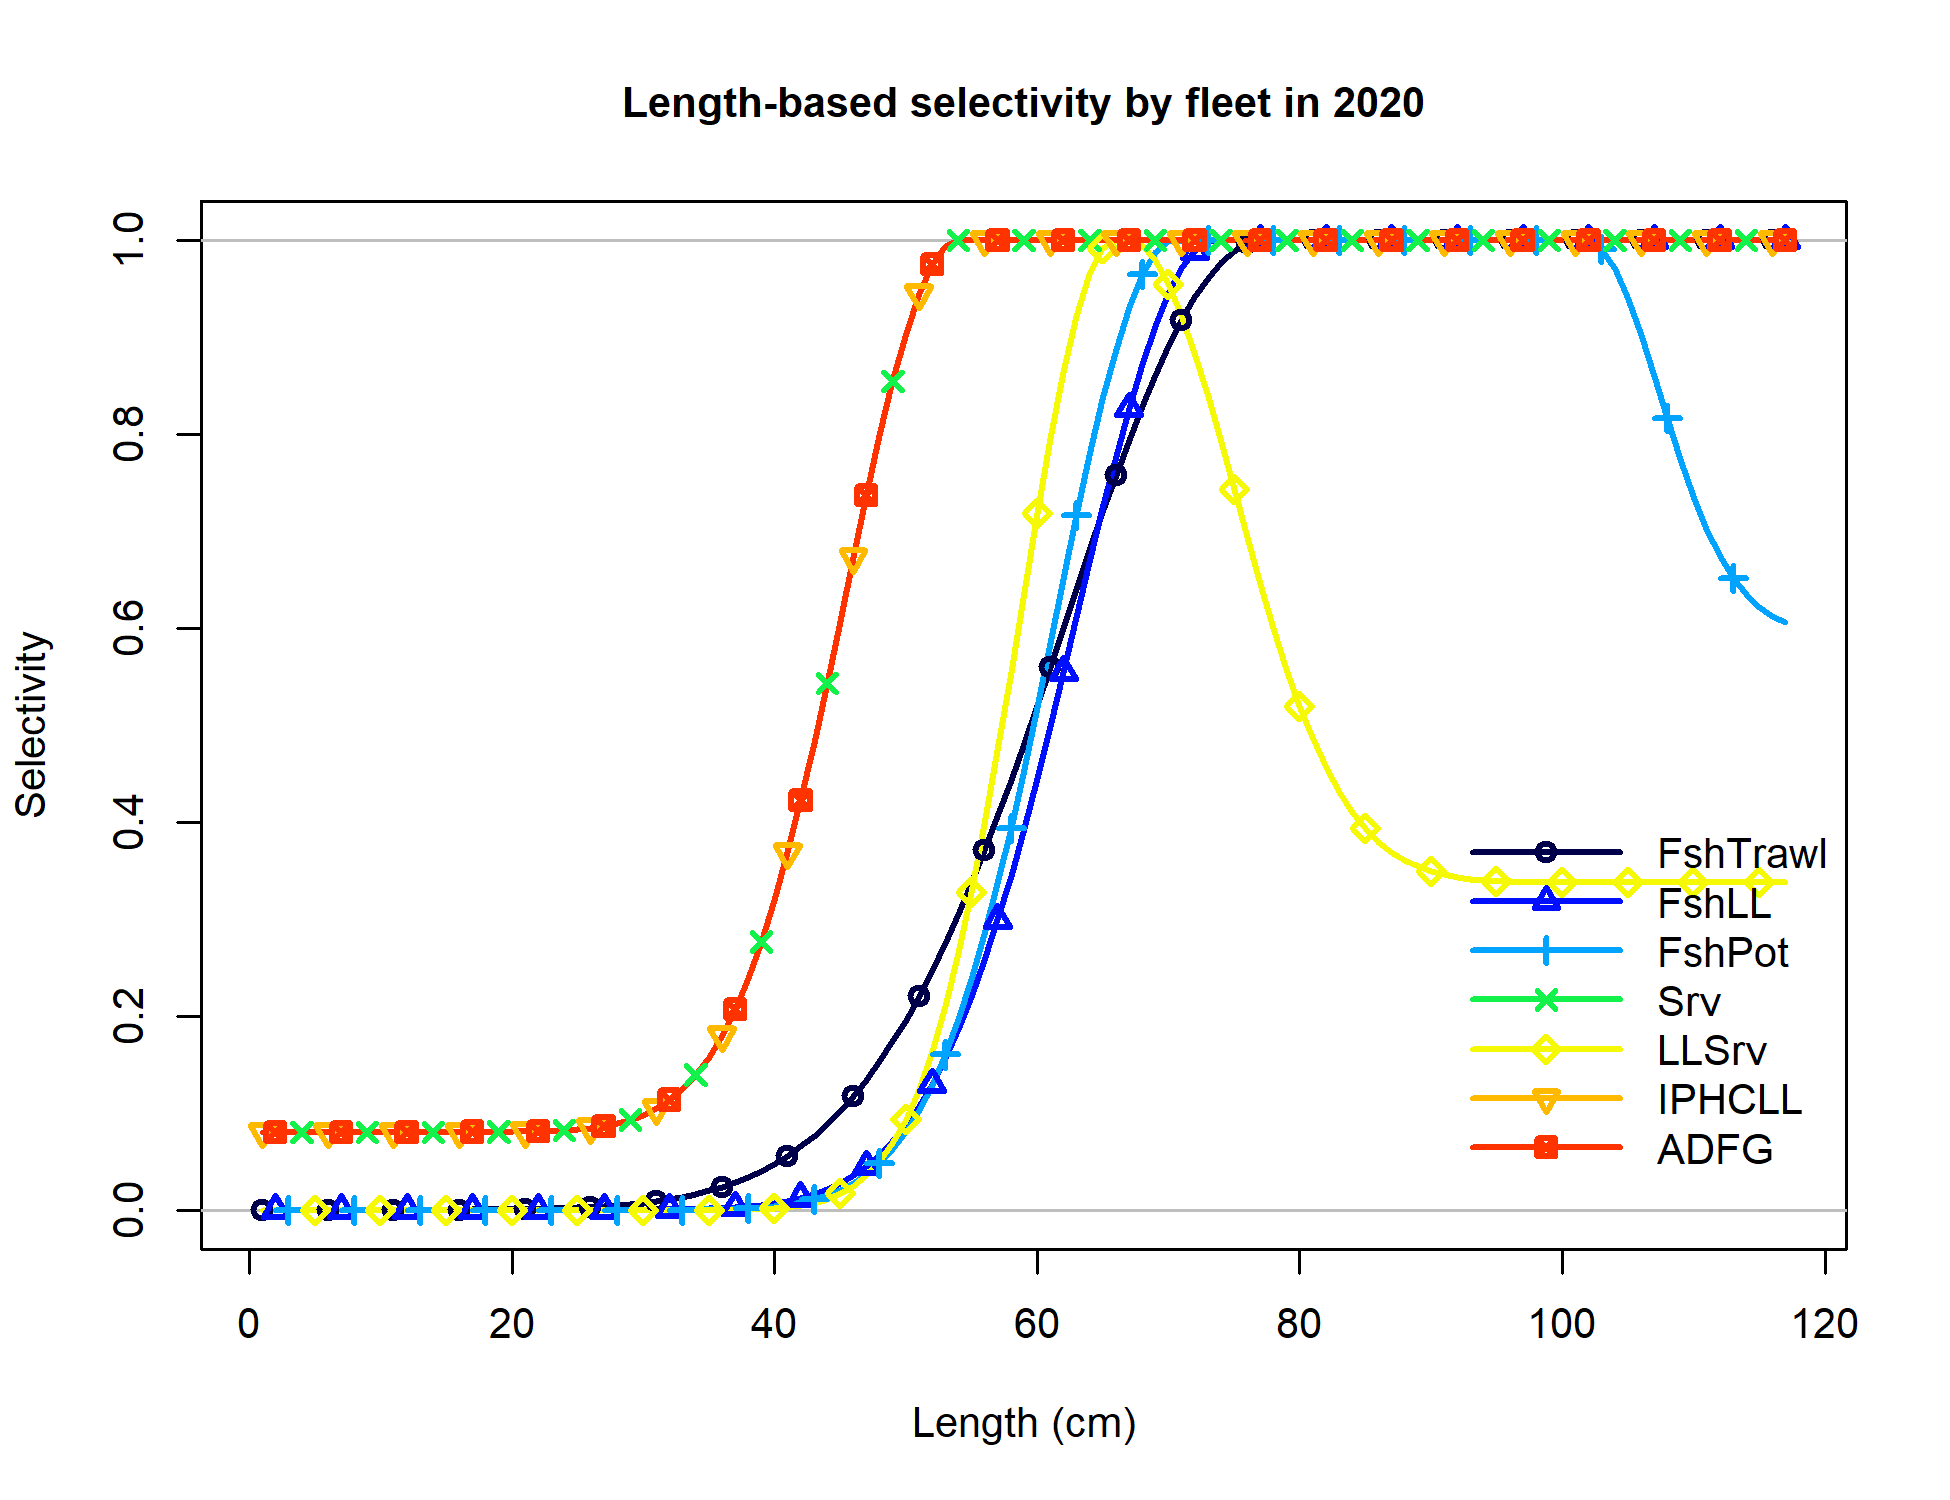 Length-based selectivity by fleet in 2020
Selectivity
1.0
0.8
0.6
0.4
0.2
0.0
FshTrawl
FshLL
FshPot
Srv
LLSrv
IPHCLL
ADFG
0 20 40 60 80 100 120
Length (cm)